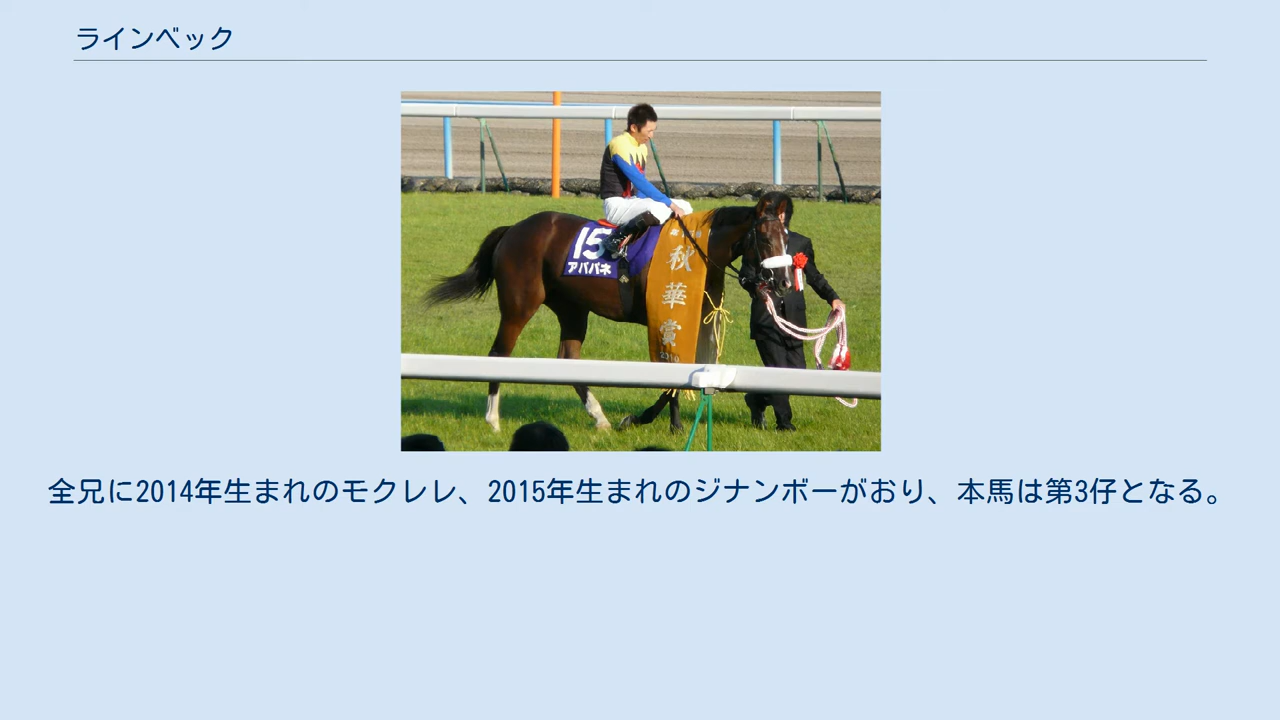 ラインベック
15
アパパネ
秋華賞
2010
全兄に2014年生まれのモクレレ、2015年生まれのジナンボーがおり、本馬は第3仔となる。